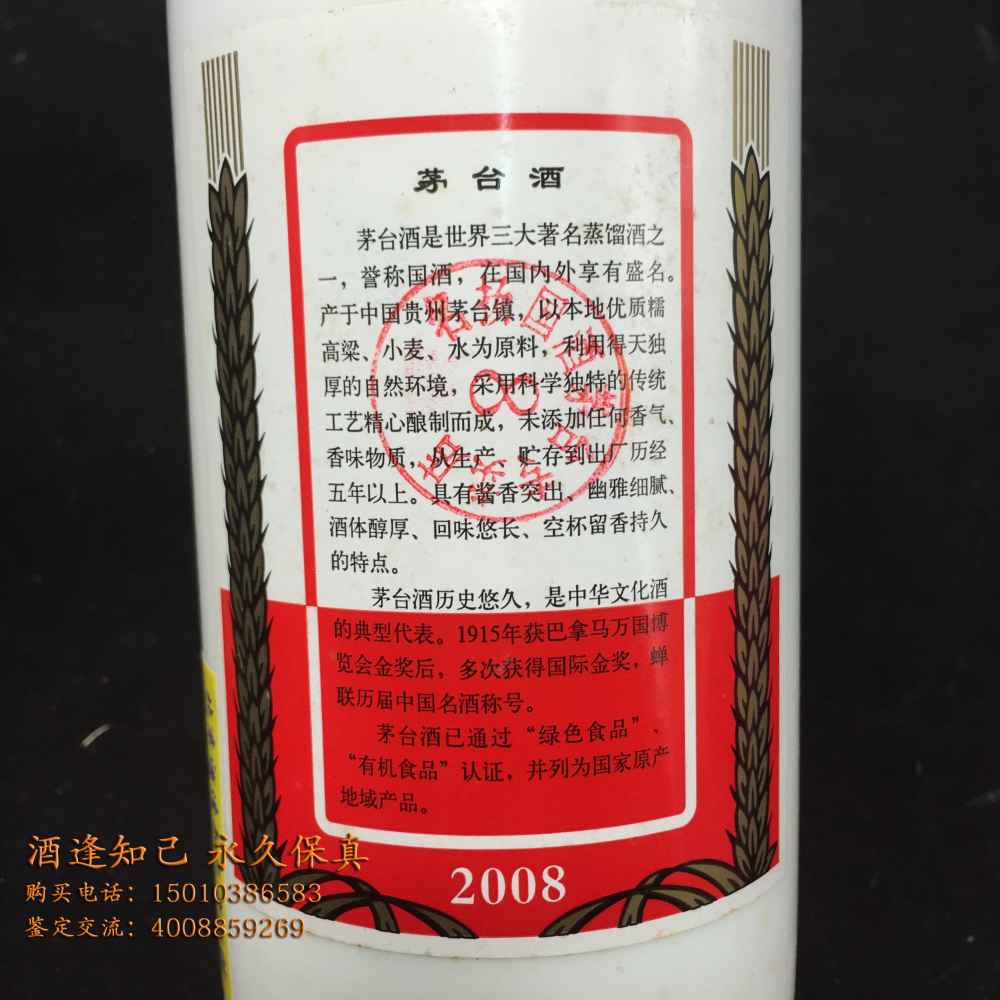 茅台酒
茅台酒是世界三大著名蒸馏酒之
一，誉称国酒，在国内外享有盛名。
产于中国贵州茅台镇，以本地优质糯
高粱、小麦、水为原料，利用得天独
厚的自然环境，采用科学独特的传统
工艺精心酿制而成，未添加任何香气、
香味物质，从生产、贮存到出厂历经
五年以上。具有酱香突出、幽雅细腻、
酒体醇厚、回味悠长、空杯留香持久
的特点。
茅台酒历史悠久，是中华文化酒
的典型代表。1915年获巴拿马万国博
览会金奖后，多次获得国际金奖，蝉
联历届中国名酒称号。
茅台酒已通过“绿色食品”、
“有机食品”认证，并列为国家原产
地域产品。
2008
酒逢知己 永久保真
购买电话：15010386583
鉴定交流：4008859269